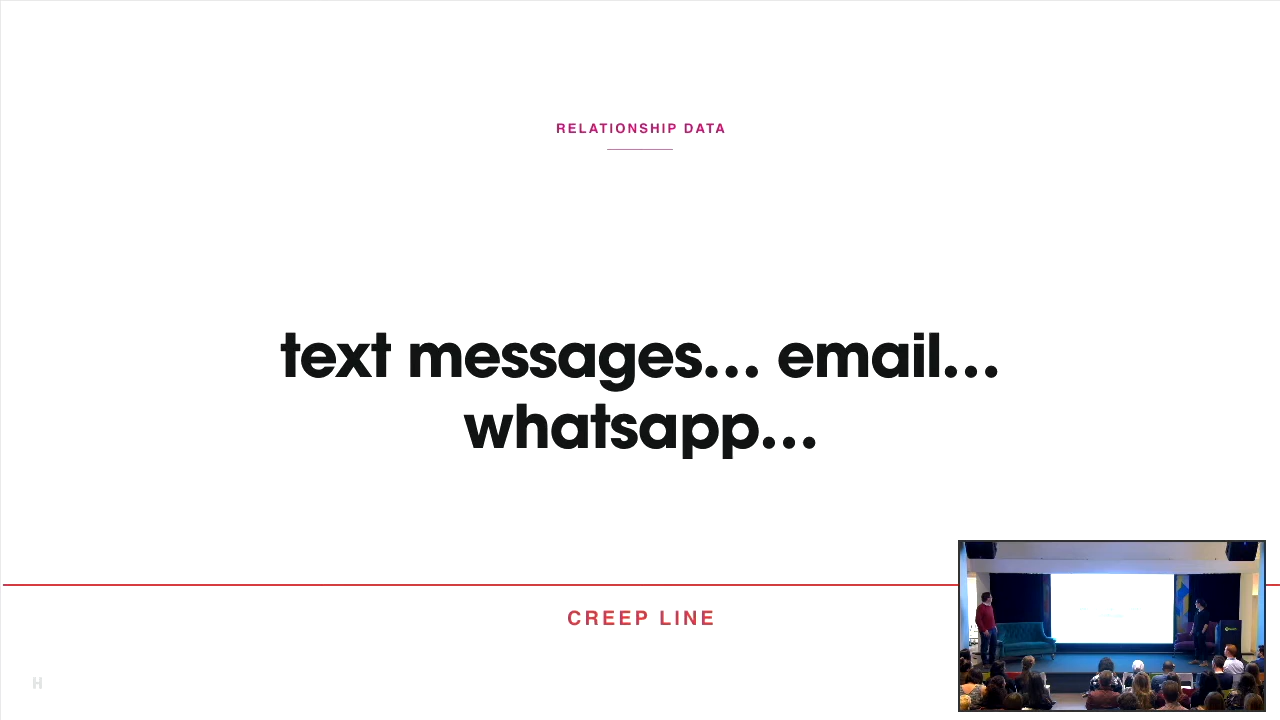 RELATIONSHIP DATA
text messages... email...
whatsapp...
CREEP LINE
H